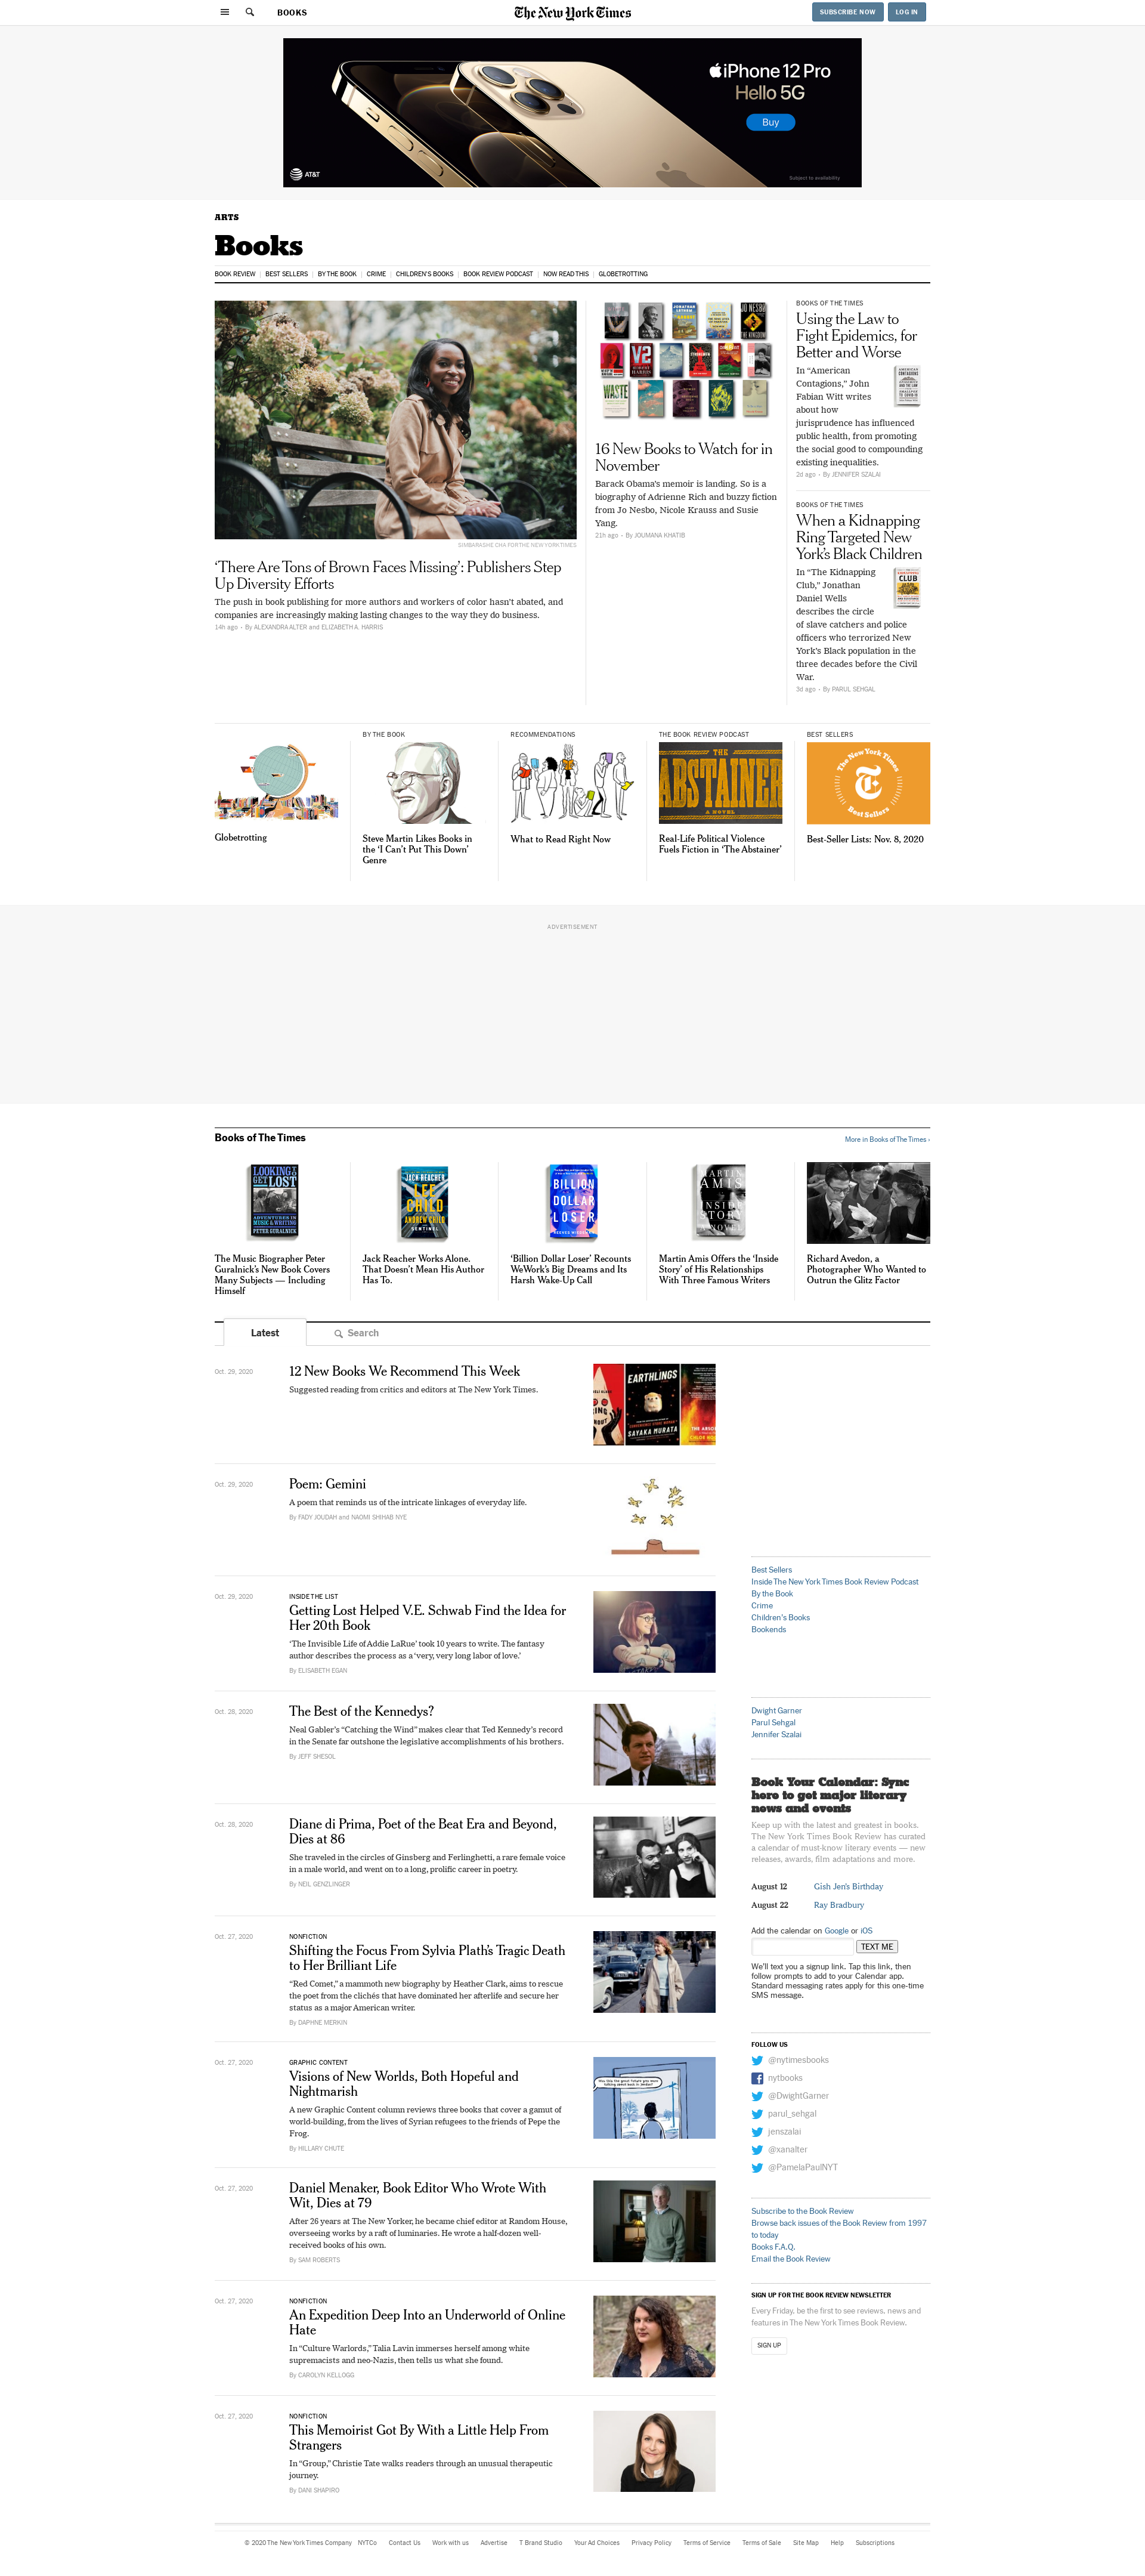 BOOKS
The New York Times
SUBSCRIBE NOW
LOG IN
iPhone 12 Pro
Hello 5G
Buy
AT&T
Subject to availability
ARTS
Books
BOOK REVIEW | BEST SELLERS | BY THE BOOK | CRIME | CHILDREN'S BOOKS | BOOK REVIEW PODCAST | NOW READ THIS | GLOBETROTTING
SIMBARASHE CHA FOR THE NEW YORK TIMES
‘There Are Tons of Brown Faces Missing’: Publishers Step
Up Diversity Efforts
The push in book publishing for more authors and workers of color hasn't abated, and
companies are increasingly making lasting changes to the way they do business.
14h ago • By ALEXANDRA ALTER and ELIZABETH A. HARRIS
V2
WASTE
16 New Books to Watch for in
November
Barack Obama's memoir is landing. So is a
biography of Adrienne Rich and buzzy fiction
from Jo Nesbo, Nicole Krauss and Susie
Yang.
21h ago • By JOUMANA KHATIB
BOOKS OF THE TIMES
Using the Law to
Fight Epidemics, for
Better and Worse
In “American
Contagions,” John
Fabian Witt writes
about how
jurisprudence has influenced
public health, from promoting
the social good to compounding
existing inequalities.
2d ago • By JENNIFER SZALAI
BOOKS OF THE TIMES
When a Kidnapping
Ring Targeted New
York's Black Children
In “The Kidnapping
Club,” Jonathan
Daniel Wells
describes the circle
of slave catchers and police
officers who terrorized New
York's Black population in the
three decades before the Civil
War.
3d ago • By PARUL SEHGAL
CLUB
Globetrotting
BY THE BOOK
Steve Martin Likes Books in
the ‘I Can't Put This Down’
Genre
RECOMMENDATIONS
What to Read Right Now
THE BOOK REVIEW PODCAST
THE
ABSTAINER
A NOVEL
Real-Life Political Violence
Fuels Fiction in ‘The Abstainer’
BEST SELLERS
The New York Times
Best Sellers
Best-Seller Lists: Nov. 8, 2020
ADVERTISEMENT
Books of The Times
More in Books of The Times ›
LOOKING TO
GET LOST
ADVENTURES IN
MUSIC & WRITING
PETER GURALNICK
The Music Biographer Peter
Guralnick's New Book Covers
Many Subjects — Including
Himself
JACK REACHER
LEE
CHILD
ANDREW CHILD
SENTINEL
Jack Reacher Works Alone.
That Doesn't Mean His Author
Has To.
BILLION
DOLLAR
LOSER
‘Billion Dollar Loser’ Recounts
WeWork's Big Dreams and Its
Harsh Wake-Up Call
MARTIN
AMIS
INSIDE
STORY
Martin Amis Offers the ‘Inside
Story’ of His Relationships
With Three Famous Writers
Richard Avedon, a
Photographer Who Wanted to
Outrun the Glitz Factor
Latest
Search
Oct. 29, 2020
12 New Books We Recommend This Week
Suggested reading from critics and editors at The New York Times.
EARTHLINGS
SAYAKA MURATA
Oct. 29, 2020
Poem: Gemini
A poem that reminds us of the intricate linkages of everyday life.
By FADY JOUDAH and NAOMI SHIHAB NYE
Oct. 29, 2020
INSIDE THE LIST
Getting Lost Helped V.E. Schwab Find the Idea for
Her 20th Book
‘The Invisible Life of Addie LaRue’ took 10 years to write. The fantasy
author describes the process as a ‘very, very long labor of love.’
By ELISABETH EGAN
Oct. 28, 2020
The Best of the Kennedys?
Neal Gabler's “Catching the Wind” makes clear that Ted Kennedy's record
in the Senate far outshone the legislative accomplishments of his brothers.
By JEFF SHESOL
Oct. 28, 2020
Diane di Prima, Poet of the Beat Era and Beyond,
Dies at 86
She traveled in the circles of Ginsberg and Ferlinghetti, a rare female voice
in a male world, and went on to a long, prolific career in poetry.
By NEIL GENZLINGER
Oct. 27, 2020
NONFICTION
Shifting the Focus From Sylvia Plath's Tragic Death
to Her Brilliant Life
“Red Comet,” a mammoth new biography by Heather Clark, aims to rescue
the poet from the clichés that have dominated her afterlife and secure her
status as a major American writer.
By DAPHNE MERKIN
Oct. 27, 2020
GRAPHIC CONTENT
Visions of New Worlds, Both Hopeful and
Nightmarish
A new Graphic Content column reviews three books that cover a gamut of
world-building, from the lives of Syrian refugees to the friends of Pepe the
Frog.
By HILLARY CHUTE
Oct. 27, 2020
Daniel Menaker, Book Editor Who Wrote With
Wit, Dies at 79
After 26 years at The New Yorker, he became chief editor at Random House,
overseeing works by a raft of luminaries. He wrote a half-dozen well-
received books of his own.
By SAM ROBERTS
Oct. 27, 2020
NONFICTION
An Expedition Deep Into an Underworld of Online
Hate
In “Culture Warlords,” Talia Lavin immerses herself among white
supremacists and neo-Nazis, then tells us what she found.
By CAROLYN KELLOGG
Oct. 27, 2020
NONFICTION
This Memoirist Got By With a Little Help From
Strangers
In “Group,” Christie Tate walks readers through an unusual therapeutic
journey.
By DANI SHAPIRO
Best Sellers
Inside The New York Times Book Review Podcast
By the Book
Crime
Children's Books
Bookends
Dwight Garner
Parul Sehgal
Jennifer Szalai
Book Your Calendar: Sync
here to get major literary
news and events
Keep up with the latest and greatest in books.
The New York Times Book Review has curated
a calendar of must-know literary events — new
releases, awards, film adaptations and more.
August 12 Gish Jen's Birthday
August 22 Ray Bradbury
Add the calendar on Google or iOS
TEXT ME
We'll text you a signup link. Tap this link, then
follow prompts to add to your Calendar app.
Standard messaging rates apply for this one-time
SMS message.
FOLLOW US
@nytimesbooks
nytbooks
@DwightGarner
parul_sehgal
jenszalai
@xanalter
@PamelaPaulNYT
Subscribe to the Book Review
Browse back issues of the Book Review from 1997
to today
Books F.A.Q.
Email the Book Review
SIGN UP FOR THE BOOK REVIEW NEWSLETTER
Every Friday, be the first to see reviews, news and
features in The New York Times Book Review.
SIGN UP
© 2020 The New York Times Company NYTCo Contact Us Work with us Advertise T Brand Studio Your Ad Choices Privacy Policy Terms of Service Terms of Sale Site Map Help Subscriptions